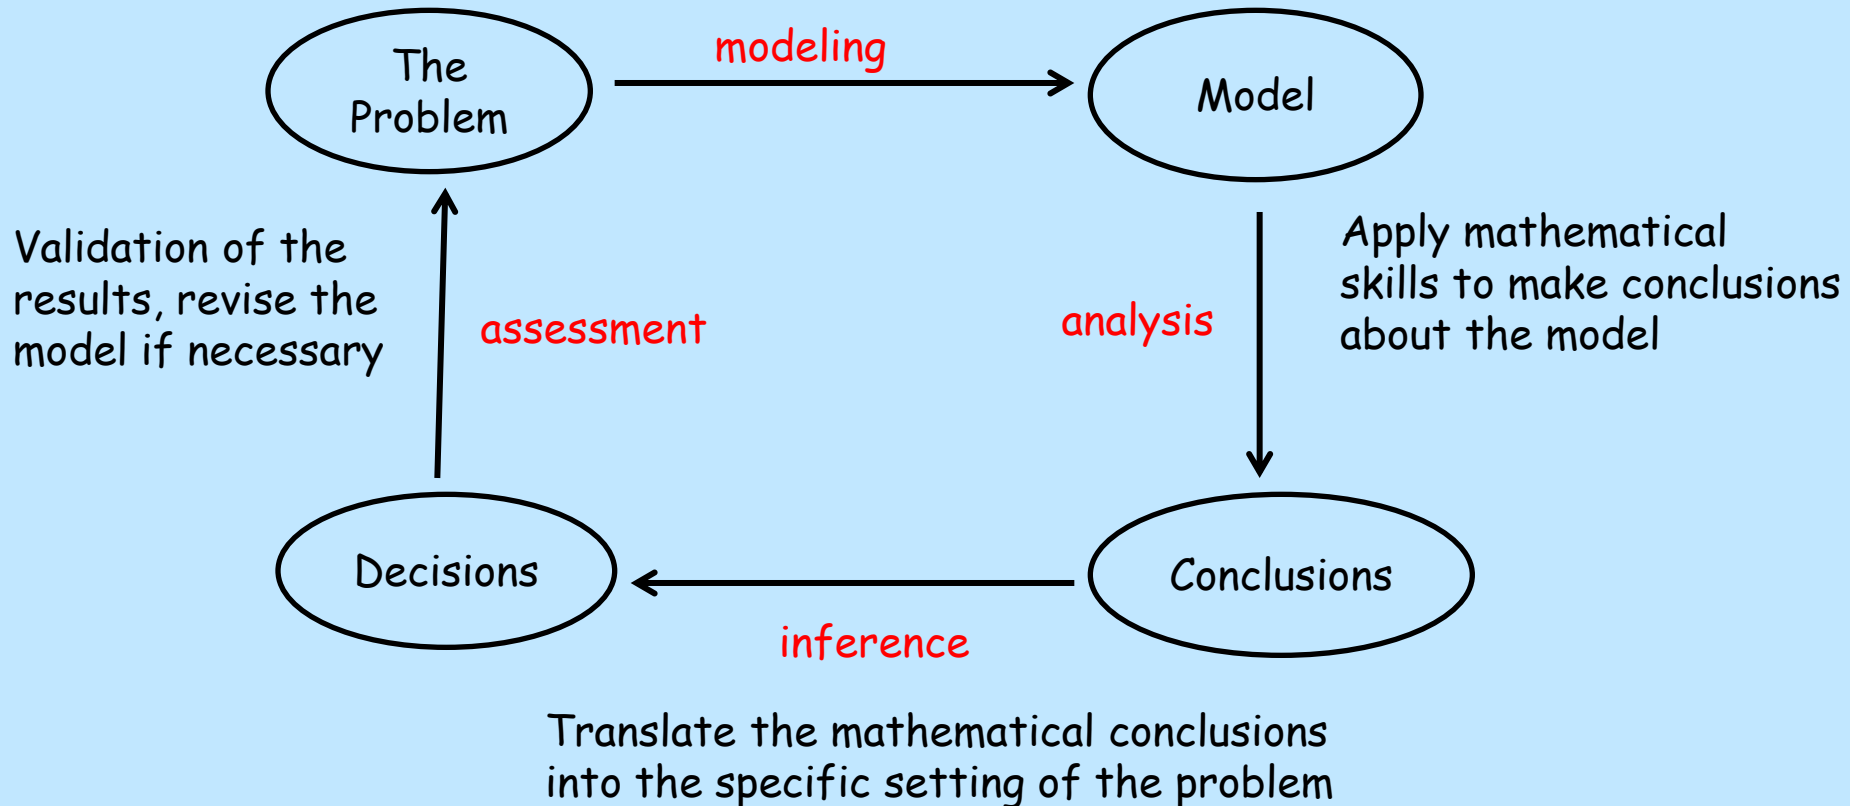 The
Problem
modeling
Model
Validation of the
results, revise the
model if necessary
assessment
analysis
Apply mathematical
skills to make conclusions
about the model
Decisions
Conclusions
inference
Translate the mathematical conclusions
into the specific setting of the problem